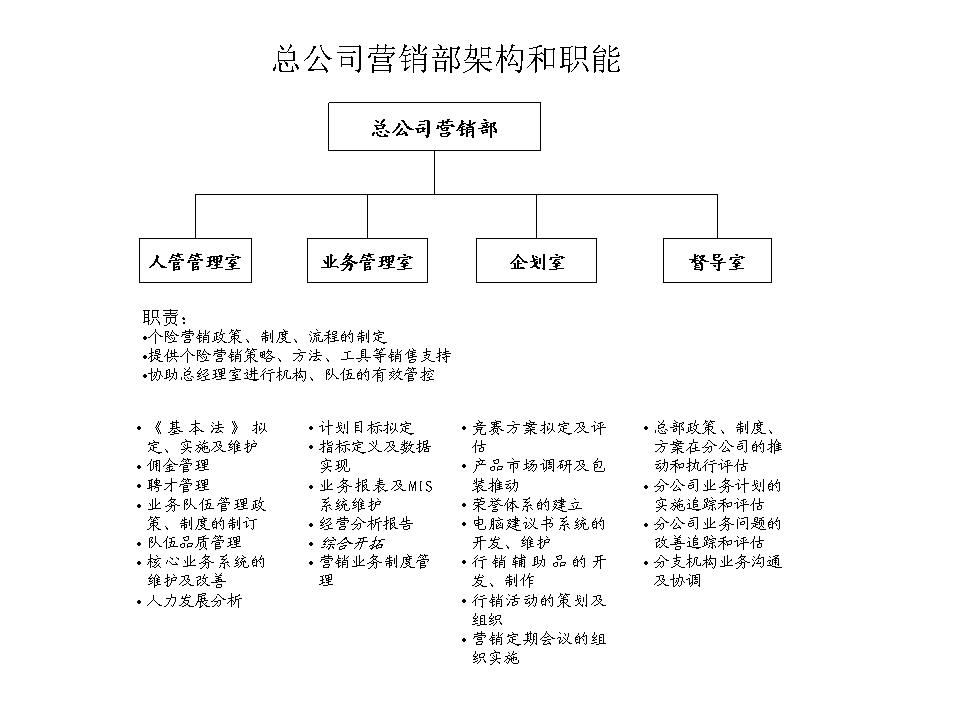 总公司营销部架构和职能
总公司营销部
人管管理室
业务管理室
企划室
督导室
职责：
•个险营销政策、制度、流程的制定
•提供个险营销策略、方法、工具等销售支持
•协助总经理室进行机构、队伍的有效管控
•《基本法》拟
定、实施及维护
•佣金管理
•聘才管理
•业务队伍管理政
策、制度的制订
•队伍品质管理
•核心业务系统的
维护及改善
•人力发展分析
•计划目标拟定
•指标定义及数据
实现
•业务报表及MIS
系统维护
•经营分析报告
•综合开拓
•营销业务制度管
理
•竞赛方案拟定及评
估
•产品市场调研及包
装推动
•荣誉体系的建立
•电脑建议书系统的
开发、维护
•行销辅助品的开
发、制作
•行销活动的策划及
组织
•营销定期会议的组
织实施
•总部政策、制度、
方案在分公司的推
动和执行评估
•分公司业务计划的
实施追踪和评估
•分公司业务问题的
改善追踪和评估
•分支机构业务沟通
及协调